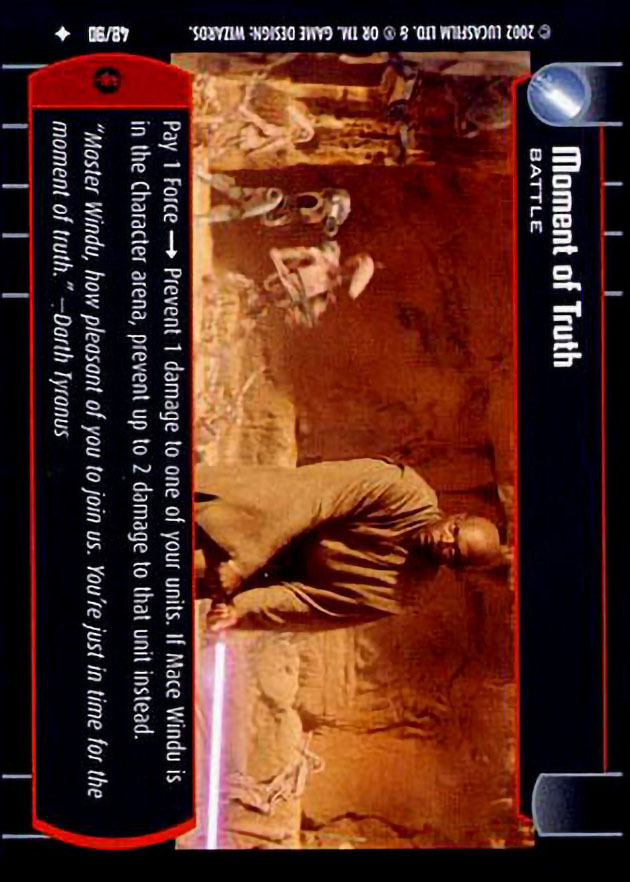 Moment of Truth
BATTLE
Pay 1 Force → Prevent 1 damage to one of your units. If Mace Windu is
in the Character arena, prevent up to 2 damage to that unit instead.
"Master Windu, how pleasant of you to join us. You're just in time for the
moment of truth." –Darth Tyranus
© 2002 LUCASFILM LTD. & ® OR TM. GAME DESIGN: WIZARDS.
48/90